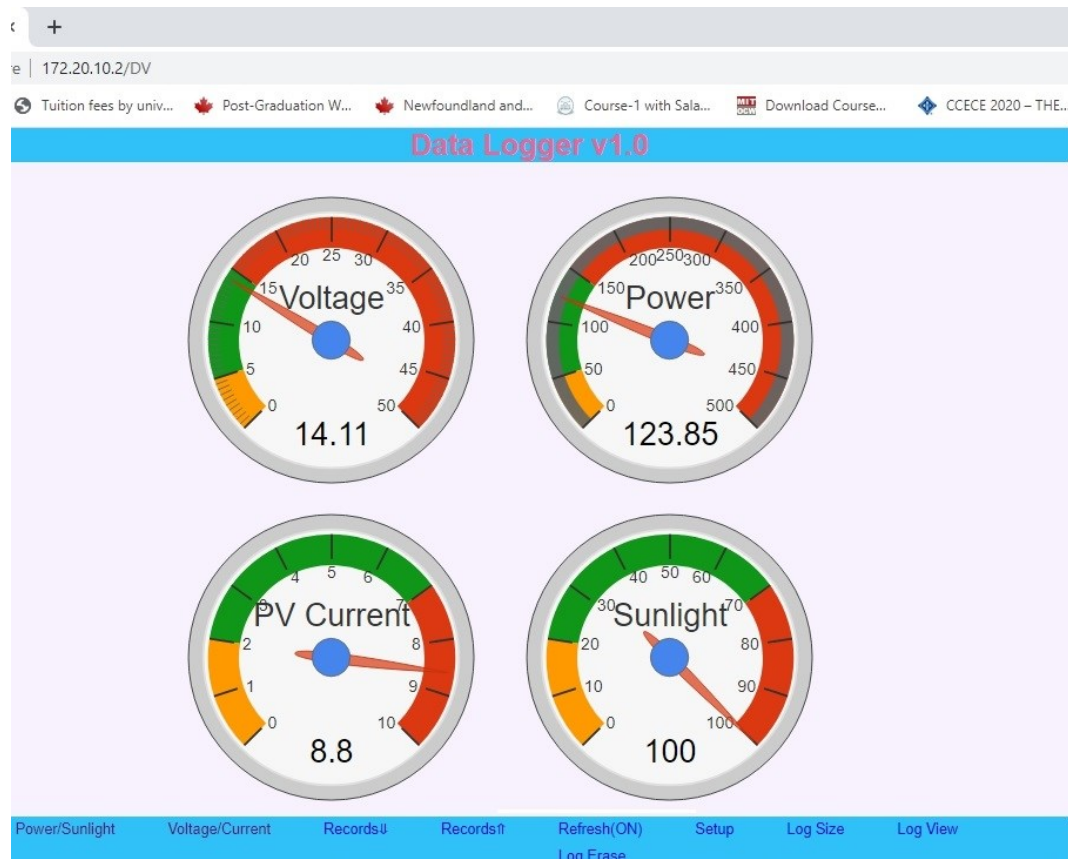 +
172.20.10.2/DV
Tuition fees by univ... Post-Graduation W... Newfoundland and... Course-1 with Sala... MIT OCW Download Course... CCECE 2020 – THE...
Data Logger v1.0
Voltage
0 5 10 15 20 25 30 35 40 45 50
14.11
Power
0 50 100 150 200 250 300 350 400 450 500
123.85
PV Current
0 1 2 3 4 5 6 7 8 9 10
8.8
Sunlight
0 10 20 30 40 50 60 70 80 90 100
100
Power/Sunlight Voltage/Current Records⇓ Records⇑ Refresh(ON) Setup Log Size Log View
Log Erase